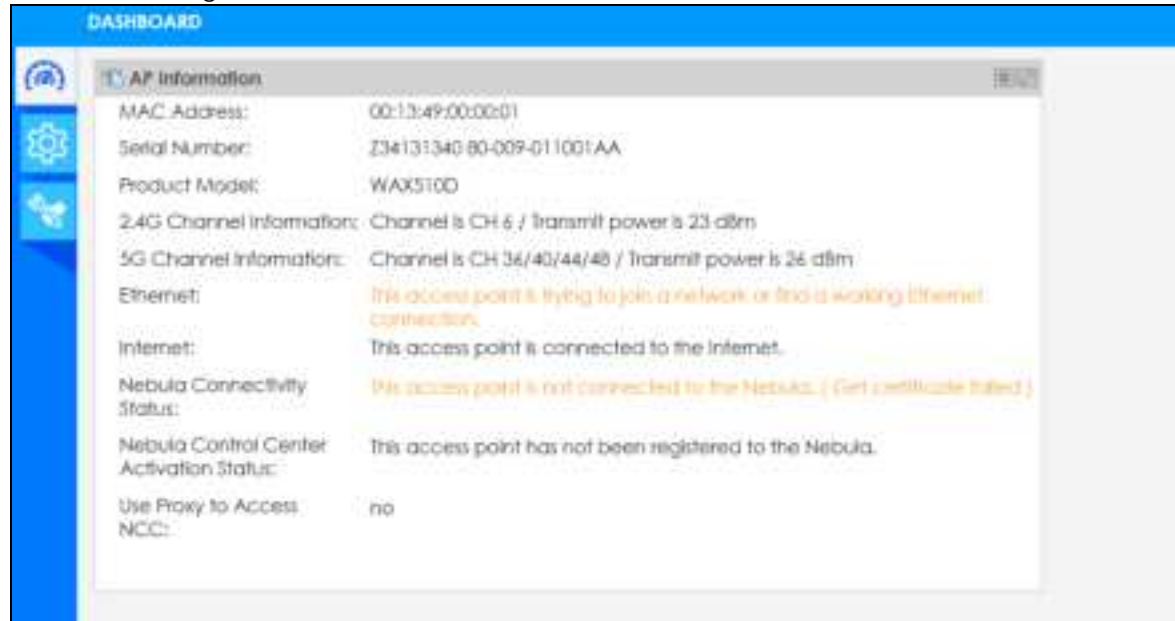 DASHBOARD
AP Information
MAC Address: 00:13:49:00:00:01
Serial Number: Z34131340 80-009-011001AA
Product Model: WAX510D
2.4G Channel Information: Channel is CH 6 / Transmit power is 23 dBm
5G Channel Information: Channel is CH 36/40/44/48 / Transmit power is 26 dBm
Ethernet: This access point is trying to join a network or find a working Ethernet
connection.
Internet: This access point is connected to the Internet.
Nebula Connectivity This access point is not connected to the Nebula. ( Get certificate failed )
Status:
Nebula Control Center This access point has not been registered to the Nebula.
Activation Status:
Use Proxy to Access no
NCC: